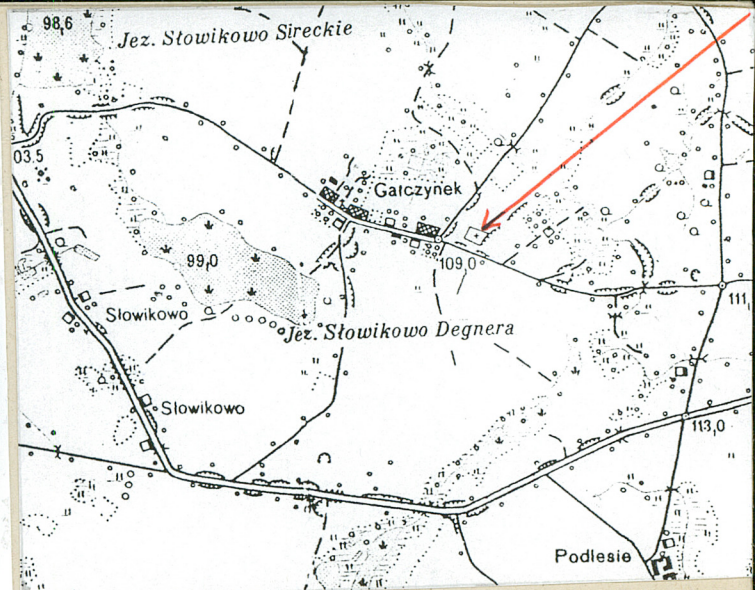 98,6
Jez. Słowikowo Sireckie
03.5
Gałczynek
99,0
109,0
111,
Słowikowo
Jez. Słowikowo Degnera
Słowikowo
113,0
Podlesie